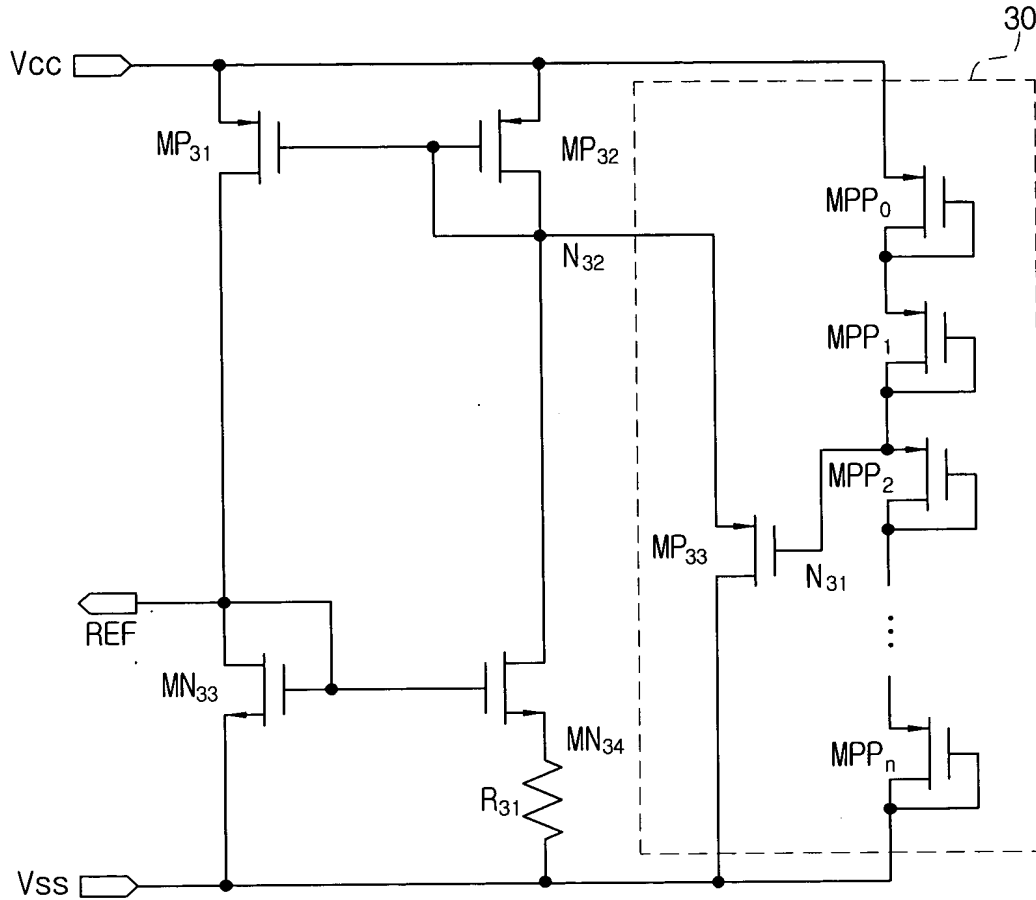 30
Vcc
MP31
MP32
MPP0
N32
MPP1
MPP2
MP33
N31
REF
...
MN33
MN34
MPPn
R31
Vss